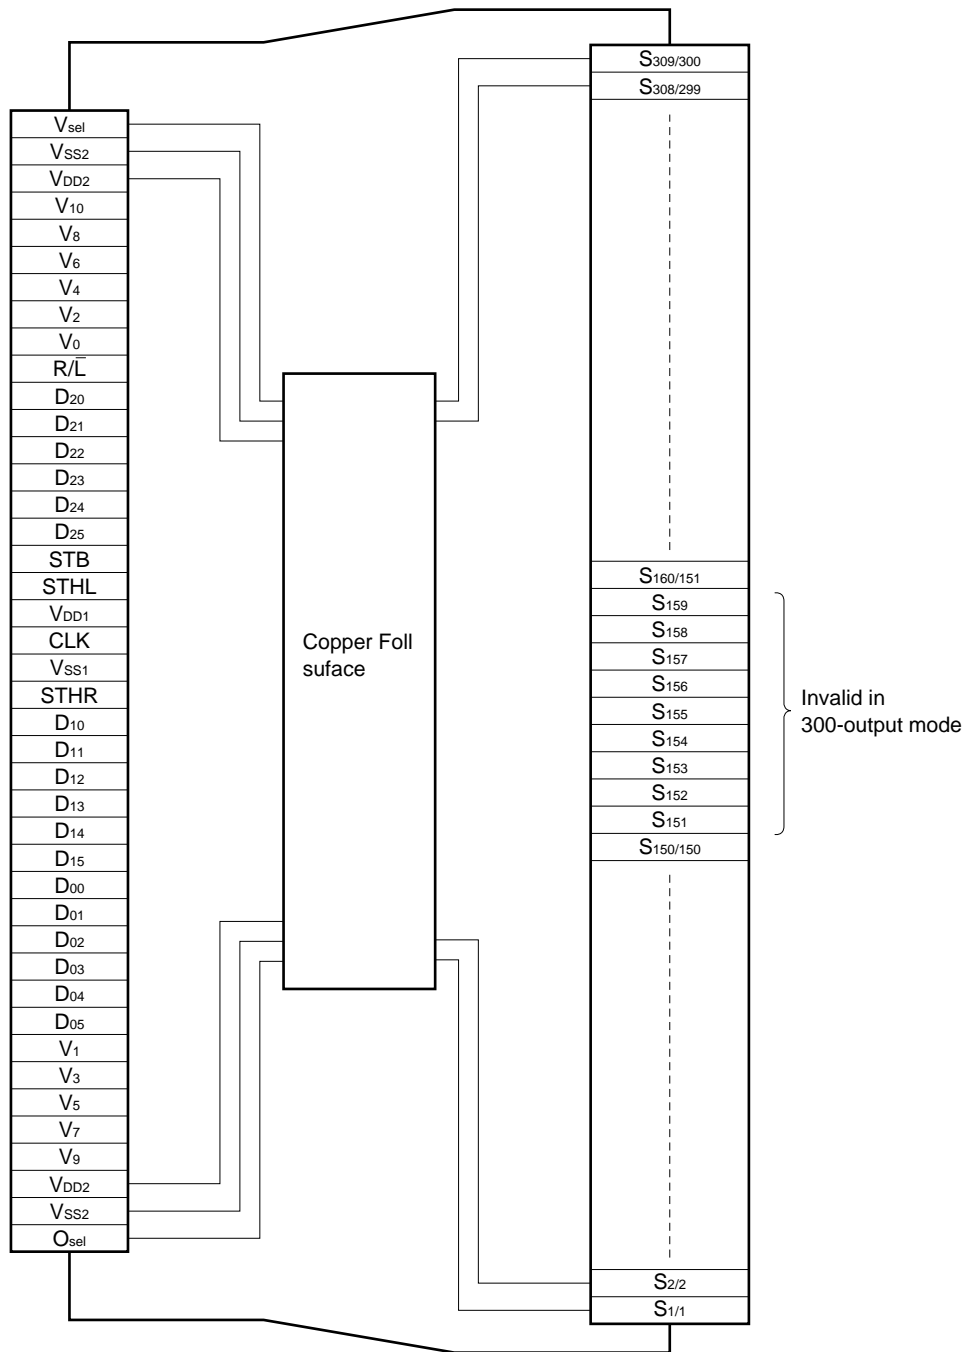 Vsel
VSS2
VDD2
V10
V8
V6
V4
V2
V0
R/L̅
D20
D21
D22
D23
D24
D25
STB
STHL
VDD1
CLK
VSS1
STHR
D10
D11
D12
D13
D14
D15
D00
D01
D02
D03
D04
D05
V1
V3
V5
V7
V9
VDD2
VSS2
Osel
Copper Foll
suface
S309/300
S308/299
S160/151
S159
S158
S157
S156
S155
S154
S153
S152
S151
S150/150
S2/2
S1/1
Invalid in
300-output mode